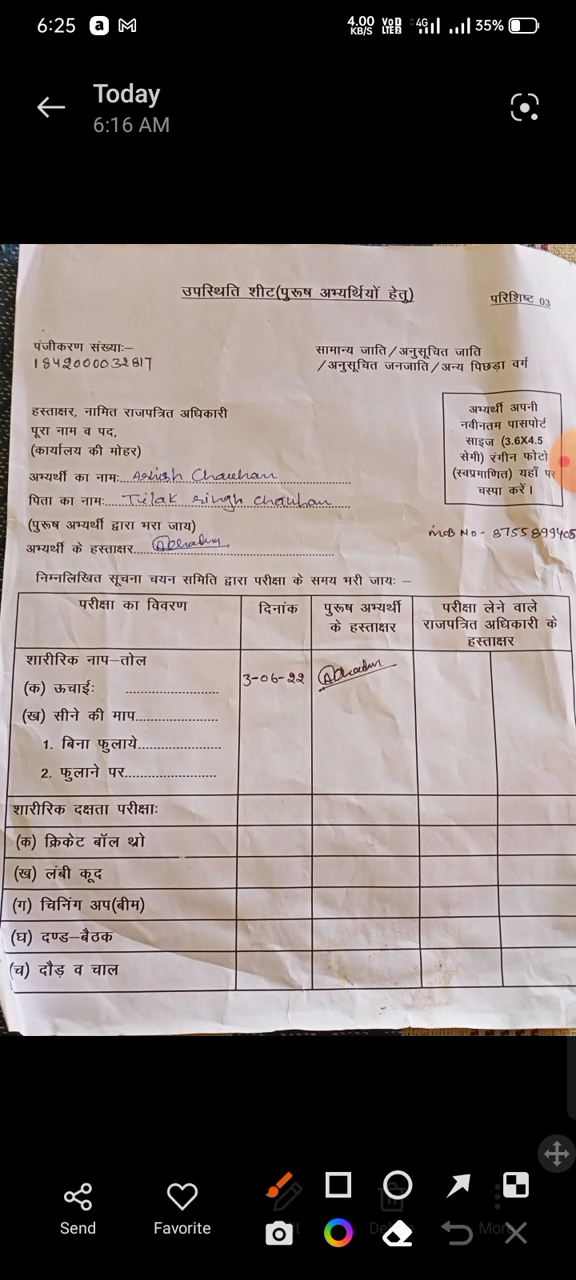 6:25
4.00 KB/S
VoD LTE2
4G
35%
Today
6:16 AM
उपस्थिति शीट(पुरूष अभ्यर्थियों हेतु)
परिशिष्ट 03
पंजीकरण संख्याः–
1842000032817
सामान्य जाति/अनुसूचित जाति
/अनुसूचित जनजाति/अन्य पिछड़ा वर्ग
हस्ताक्षर, नामित राजपत्रित अधिकारी
पूरा नाम व पद,
(कार्यालय की मोहर)
अभ्यर्थी अपनी
नवीनतम पासपोर्ट
साइज (3.6X4.5
सेमी) रंगीन फोटो
(स्वप्रमाणित) यहाँ पर
चस्पा करें।
अभ्यर्थी का नामः Ashish Chauhan
पिता का नामः Tilak singh chauhan
(पुरूष अभ्यर्थी द्वारा भरा जाय)
MOB NO - 8755899405
अभ्यर्थी के हस्ताक्षर
निम्नलिखित सूचना चयन समिति द्वारा परीक्षा के समय भरी जायः –
परीक्षा का विवरण
दिनांक
पुरूष अभ्यर्थी
के हस्ताक्षर
परीक्षा लेने वाले
राजपत्रित अधिकारी के
हस्ताक्षर
शारीरिक नाप–तोल
(क) ऊचाईः ......................
3-06-22
(ख) सीने की माप....................
1. बिना फुलाये....................
2. फुलाने पर......................
शारीरिक दक्षता परीक्षाः
(क) क्रिकेट बॉल थ्रो
(ख) लंबी कूद
(ग) चिनिंग अप(बीम)
(घ) दण्ड–बैठक
(च) दौड़ व चाल
Send
Favorite